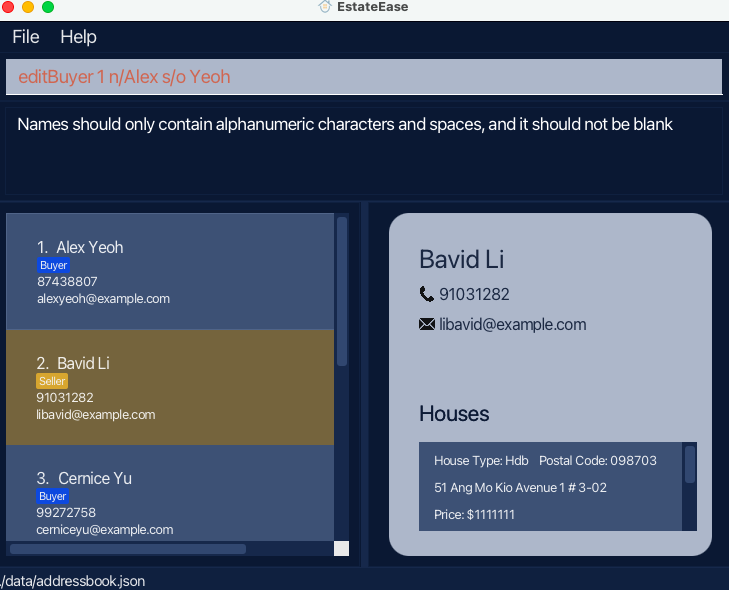 EstateEase
File Help
editBuyer 1 n/Alex s/o Yeoh
Names should only contain alphanumeric characters and spaces, and it should not be blank
1. Alex Yeoh
Buyer
87438807
alexyeoh@example.com
2. Bavid Li
Seller
91031282
libavid@example.com
3. Cernice Yu
Buyer
99272758
cerniceyu@example.com
Bavid Li
91031282
libavid@example.com
Houses
House Type: Hdb Postal Code: 098703
51 Ang Mo Kio Avenue 1 # 3-02
Price: $1111111
./data/addressbook.json